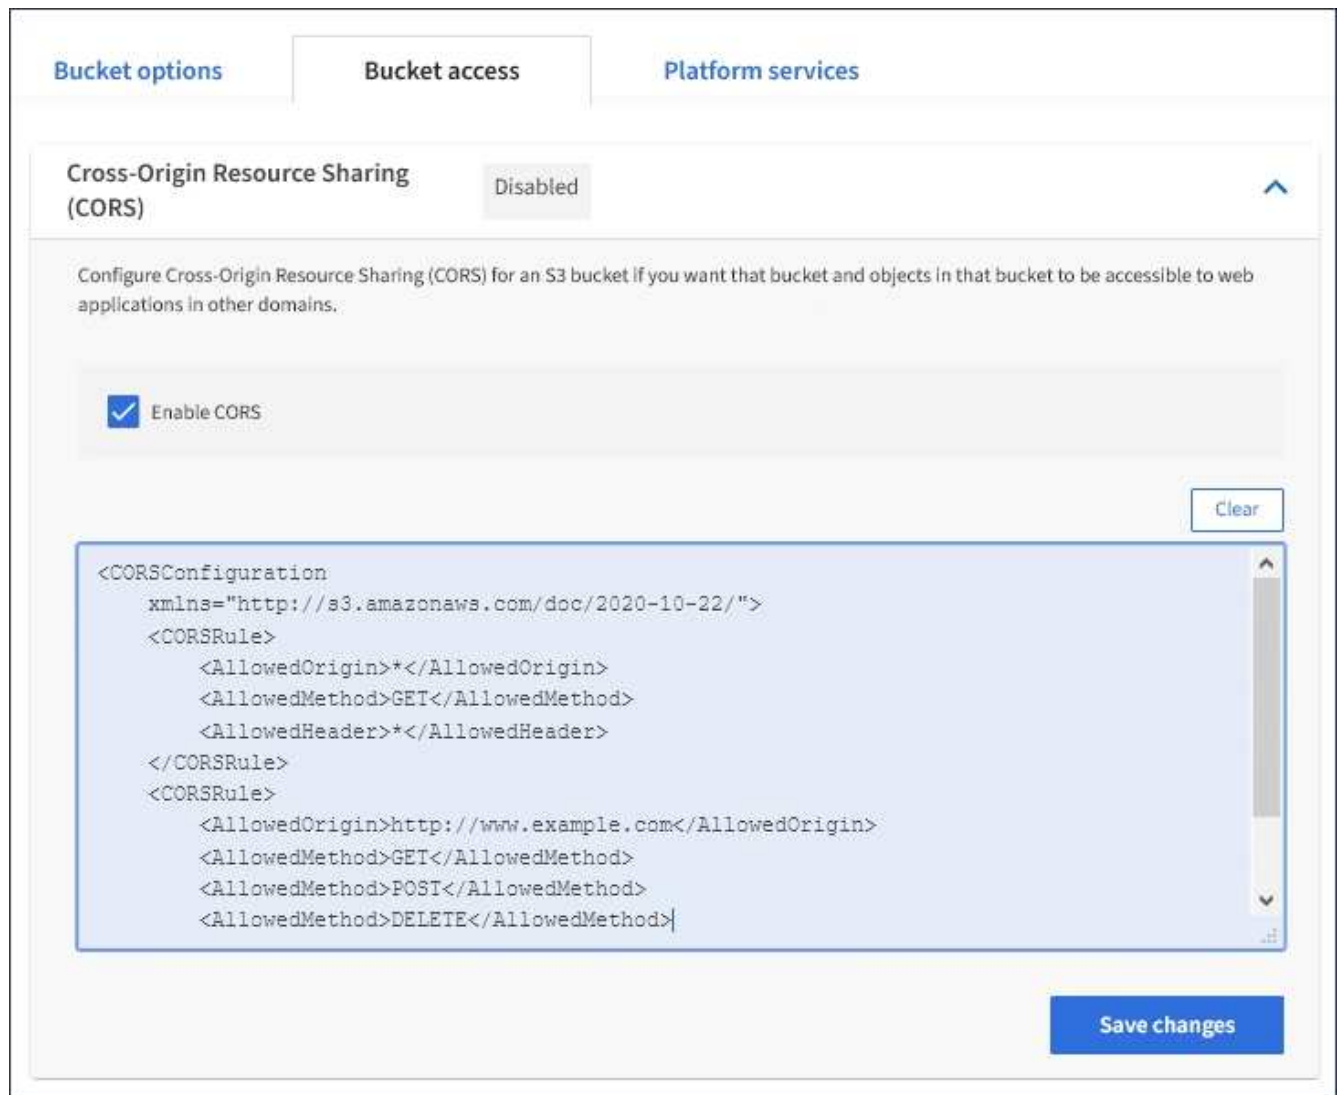 Bucket options
Bucket access
Platform services
Cross-Origin Resource Sharing
(CORS)
Disabled
Configure Cross-Origin Resource Sharing (CORS) for an S3 bucket if you want that bucket and objects in that bucket to be accessible to web
applications in other domains.
Enable CORS
Clear
<CORSConfiguration
    xmlns="http://s3.amazonaws.com/doc/2020-10-22/">
    <CORSRule>
        <AllowedOrigin>*</AllowedOrigin>
        <AllowedMethod>GET</AllowedMethod>
        <AllowedHeader>*</AllowedHeader>
    </CORSRule>
    <CORSRule>
        <AllowedOrigin>http://www.example.com</AllowedOrigin>
        <AllowedMethod>GET</AllowedMethod>
        <AllowedMethod>POST</AllowedMethod>
        <AllowedMethod>DELETE</AllowedMethod>
Save changes